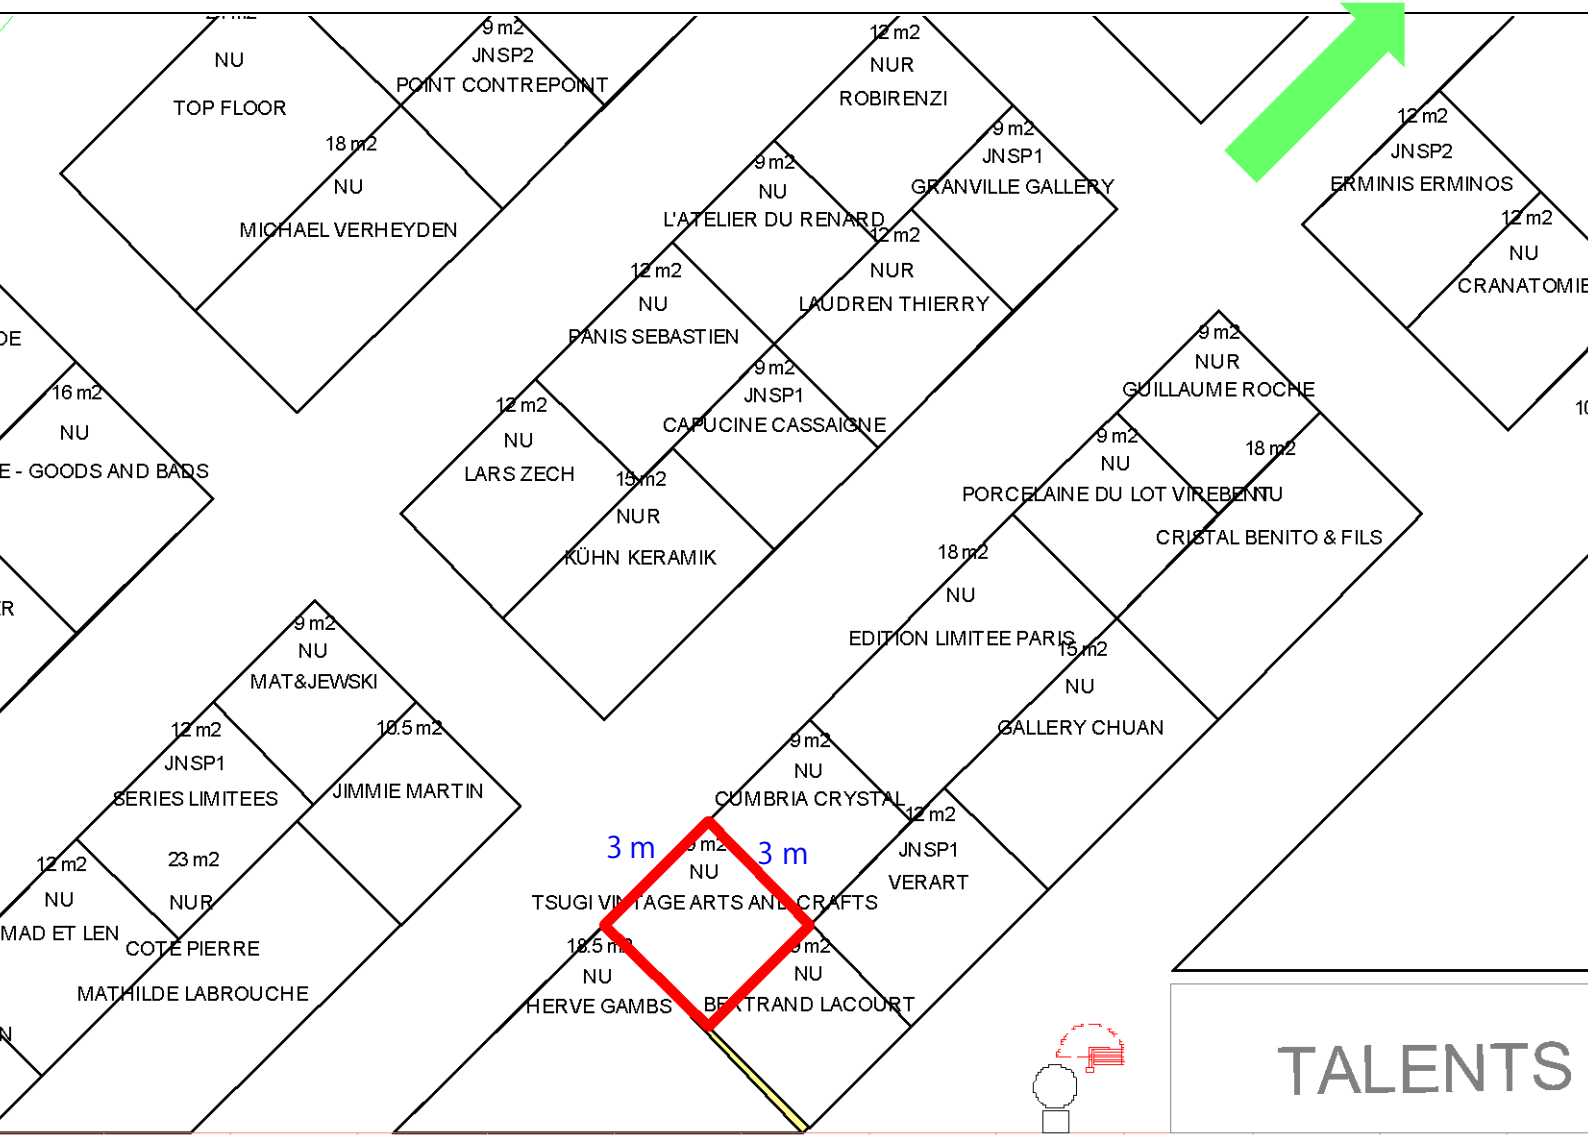 NU
TOP FLOOR
9 m2
JNSP2
POINT CONTREPOINT
18 m2
NU
MICHAEL VERHEYDEN
12 m2
NUR
ROBIRENZI
9 m2
JNSP1
GRANVILLE GALLERY
9 m2
NU
L'ATELIER DU RENARD
12 m2
NUR
LAUDREN THIERRY
12 m2
NU
PANIS SEBASTIEN
9 m2
JNSP1
CAPUCINE CASSAIGNE
12 m2
NU
LARS ZECH
15 m2
NUR
KÜHN KERAMIK
12 m2
JNSP2
ERMINIS ERMINOS
12 m2
NU
CRANATOMIE
10
DE
16 m2
NU
E - GOODS AND BADS
ER
9 m2
NUR
GUILLAUME ROCHE
9 m2
NU
PORCELAINE DU LOT VIREBENT
18 m2
NU
CRISTAL BENITO & FILS
18 m2
NU
EDITION LIMITEE PARIS
15 m2
NU
GALLERY CHUAN
9 m2
NU
MAT&JEWSKI
12 m2
JNSP1
SERIES LIMITEES
10.5 m2
JIMMIE MARTIN
9 m2
NU
CUMBRIA CRYSTAL
12 m2
JNSP1
VERART
3 m
3 m
9 m2
NU
TSUGI VINTAGE ARTS AND CRAFTS
12 m2
NU
MAD ET LEN
23 m2
NUR
COTE PIERRE
MATHILDE LABROUCHE
18.5 m2
NU
HERVE GAMBS
9 m2
NU
BERTRAND LACOURT
N
TALENTS